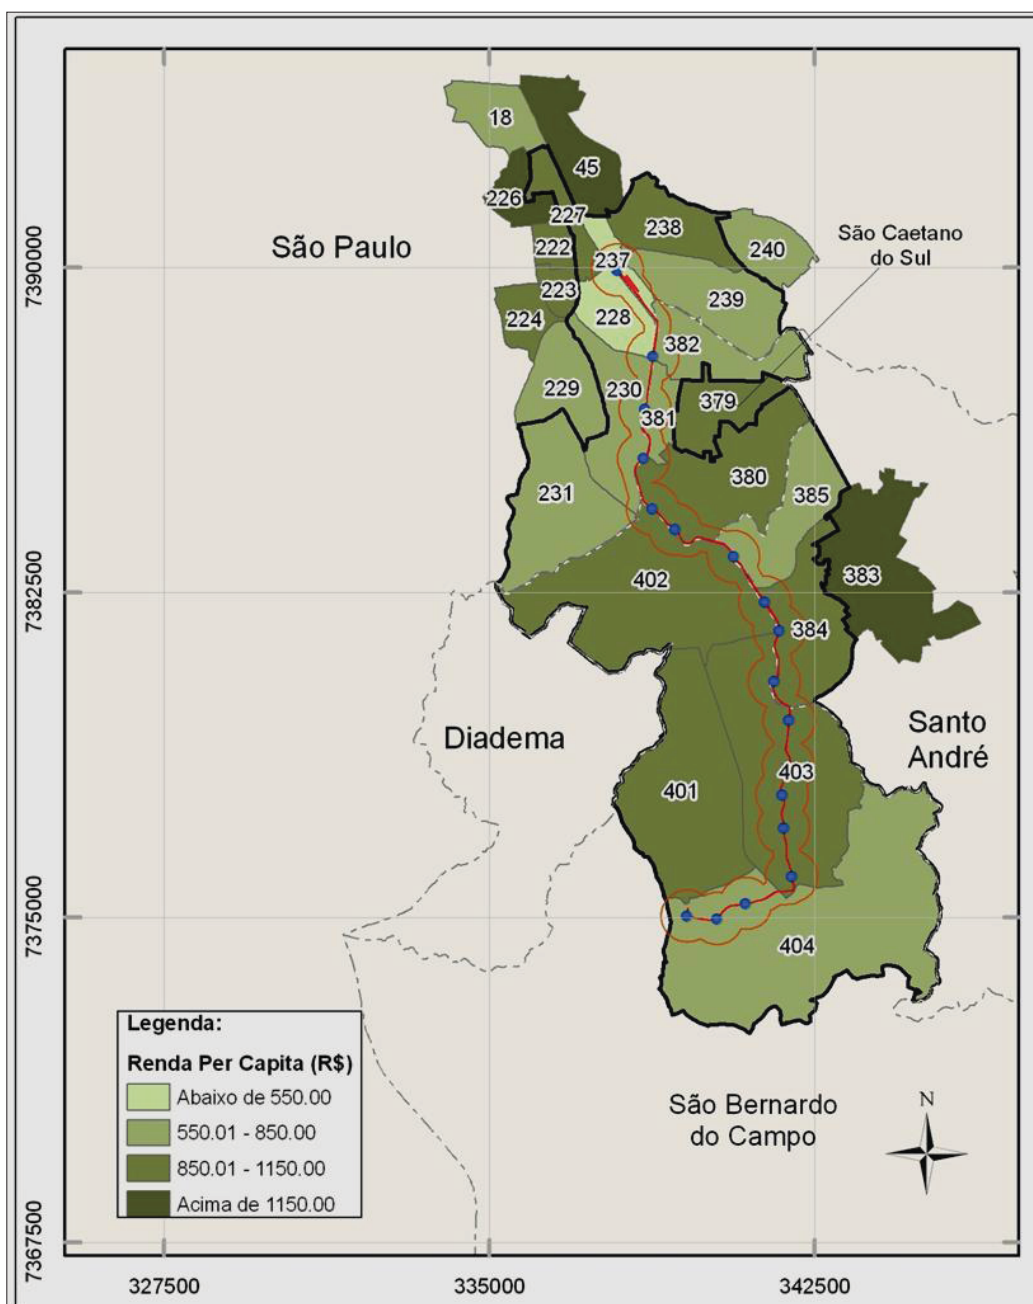 18
45
226
227
238
São Paulo
222
237
240
São Caetano
do Sul
7390000
223
239
224
228
382
229
230
379
381
231
380
385
7382500
402
383
384
Diadema
Santo
André
403
401
7375000
404
Legenda:
Renda Per Capita (R$)
Abaixo de 550.00
550.01 - 850.00
850.01 - 1150.00
Acima de 1150.00
São Bernardo
do Campo
N
7367500
327500
335000
342500